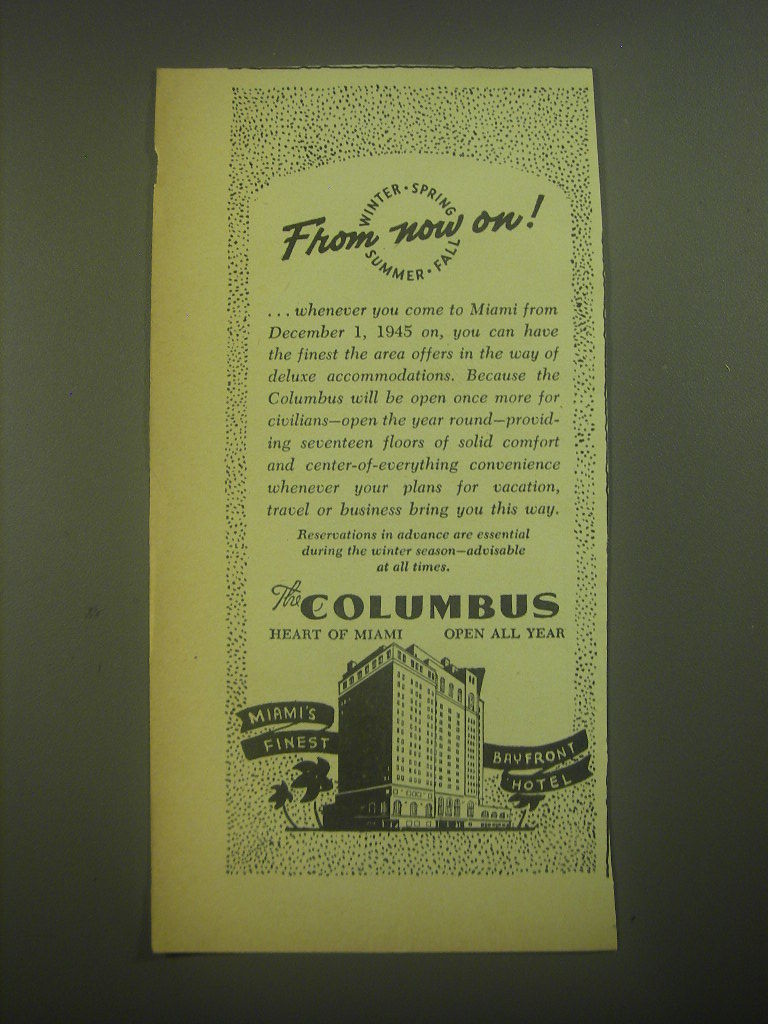 WINTER · SPRING
From now on!
SUMMER · FALL
... whenever you come to Miami from
December 1, 1945 on, you can have
the finest the area offers in the way of
deluxe accommodations. Because the
Columbus will be open once more for
civilians—open the year round—provid-
ing seventeen floors of solid comfort
and center-of-everything convenience
whenever your plans for vacation,
travel or business bring you this way.
Reservations in advance are essential
during the winter season—advisable
at all times.
The COLUMBUS
HEART OF MIAMI OPEN ALL YEAR
MIAMI'S
FINEST
BAYFRONT
HOTEL